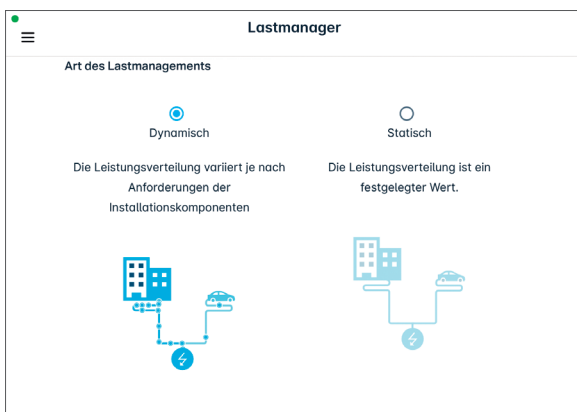 Lastmanager
Art des Lastmanagements
Dynamisch
Die Leistungsverteilung variiert je nach
Anforderungen der
Installationskomponenten
Statisch
Die Leistungsverteilung ist ein
festgelegter Wert.